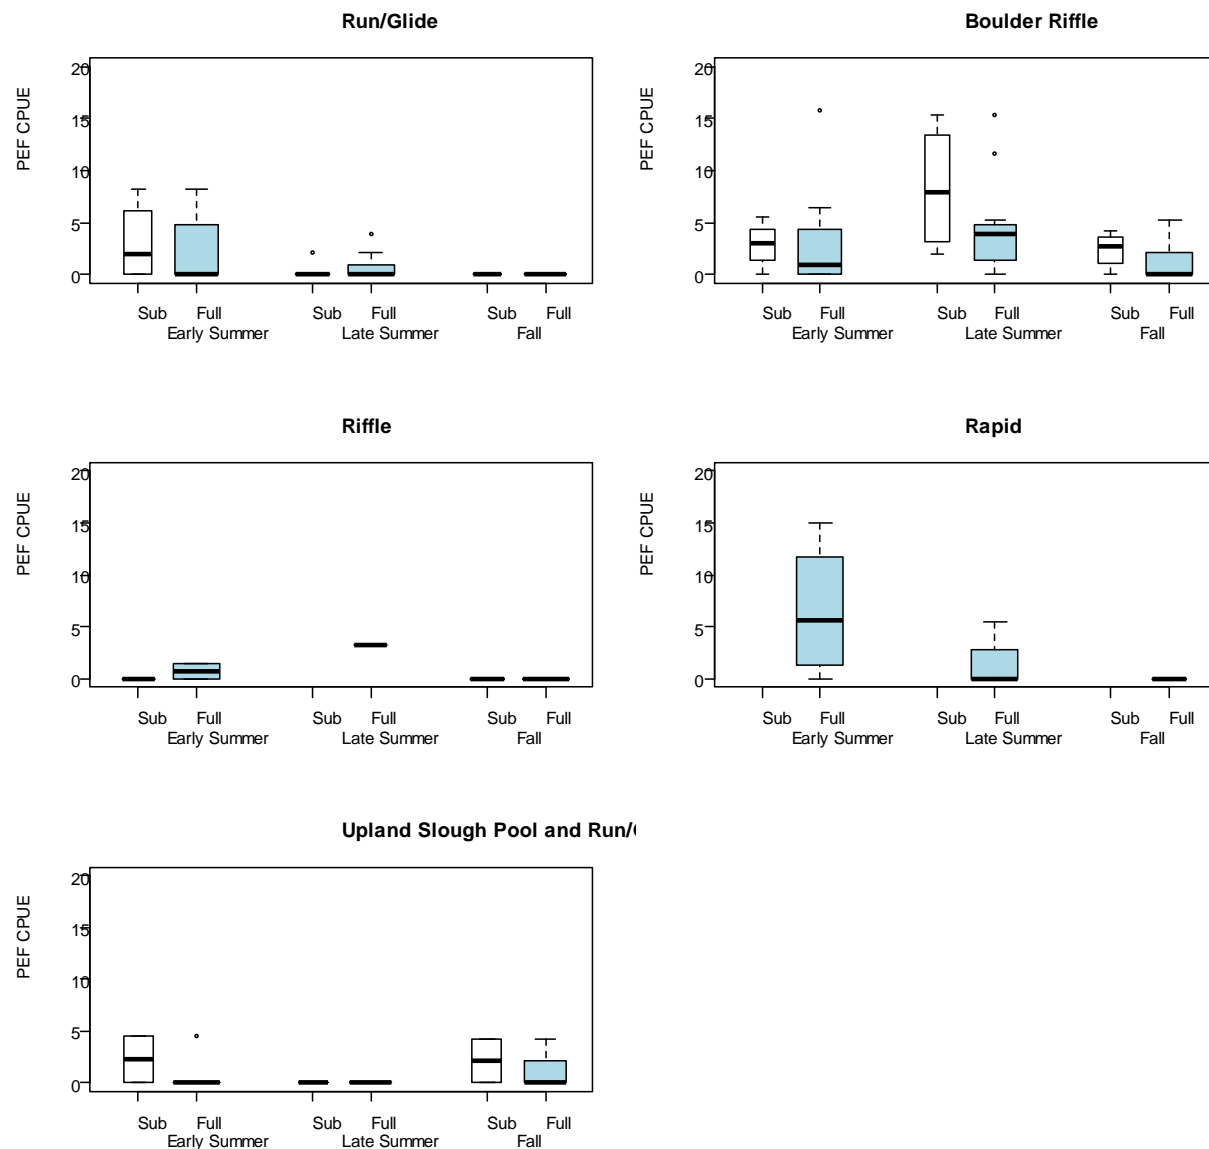 Run/Glide
PEF CPUE
20
15
10
5
0
Sub Full Sub Full Sub Full
Early Summer Late Summer Fall
Boulder Riffle
PEF CPUE
20
15
10
5
0
Sub Full Sub Full Sub Full
Early Summer Late Summer Fall
Riffle
PEF CPUE
20
15
10
5
0
Sub Full Sub Full Sub Full
Early Summer Late Summer Fall
Rapid
PEF CPUE
20
15
10
5
0
Sub Full Sub Full Sub Full
Early Summer Late Summer Fall
Upland Slough Pool and Run/
PEF CPUE
20
15
10
5
0
Sub Full Sub Full Sub Full
Early Summer Late Summer Fall